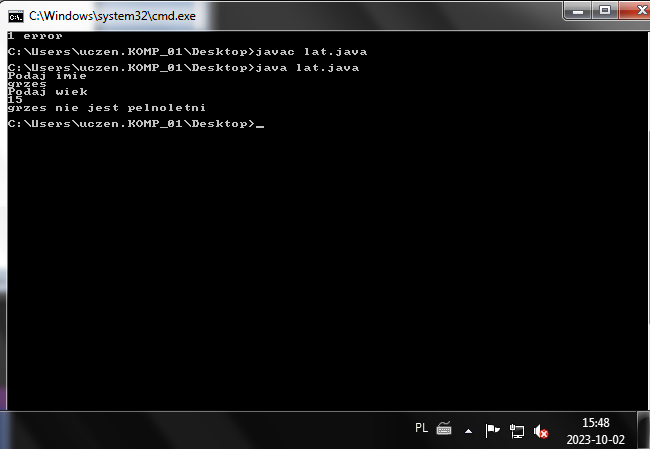 C:\Windows\system32\cmd.exe
1 error
C:\Users\uczen.KOMP_01\Desktop>javac lat.java
C:\Users\uczen.KOMP_01\Desktop>java lat.java
Podaj imie
grzes
Podaj wiek
15
grzes nie jest pelnoletni
C:\Users\uczen.KOMP_01\Desktop>_
PL
15:48
2023-10-02